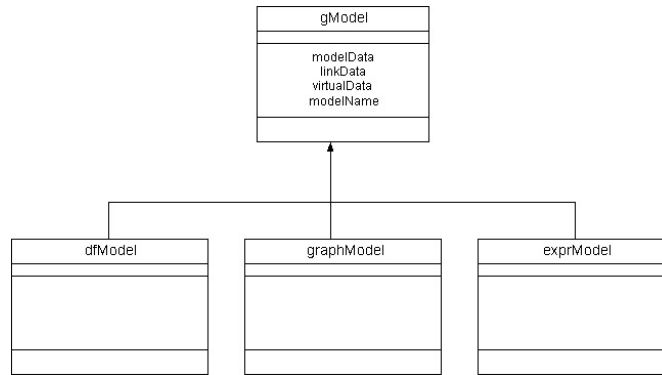 gModel
modelData
linkData
virtualData
modelName
dfModel
graphModel
exprModel